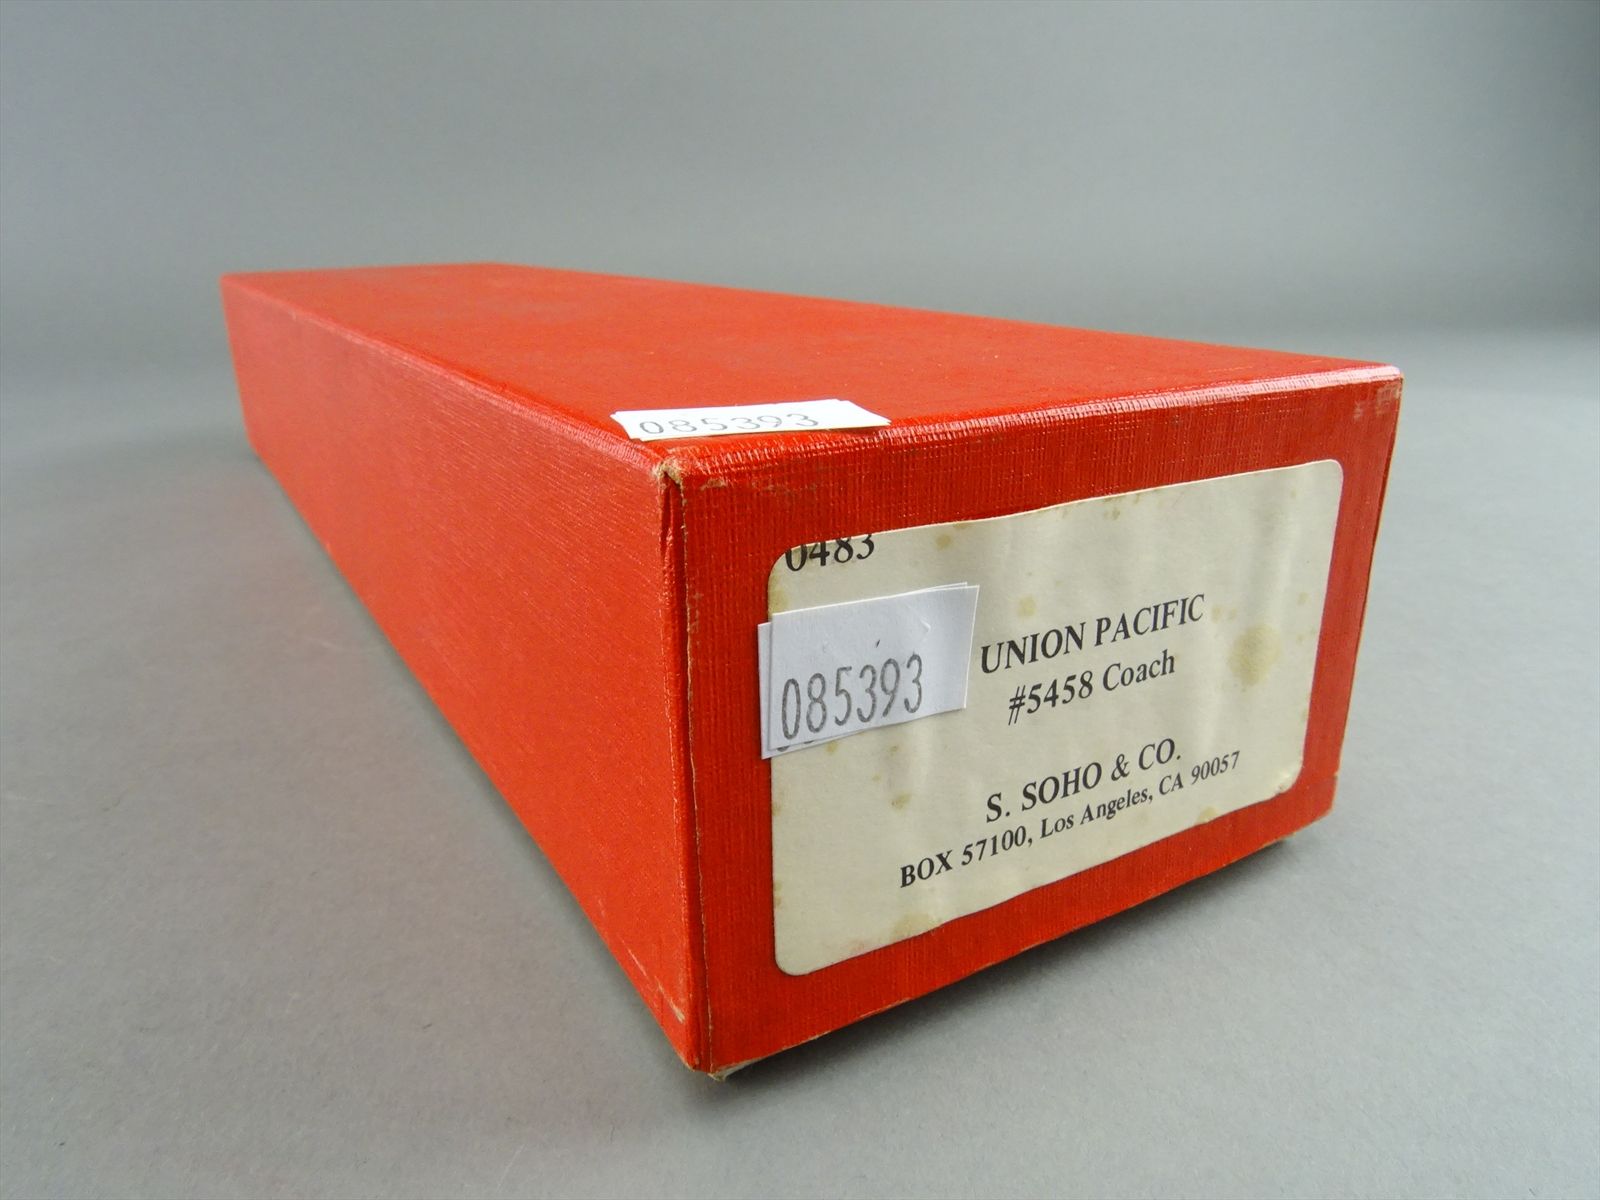 085393
0483
085393
UNION PACIFIC
#5458 Coach
S. SOHO & CO.
BOX 57100, Los Angeles, CA 90057